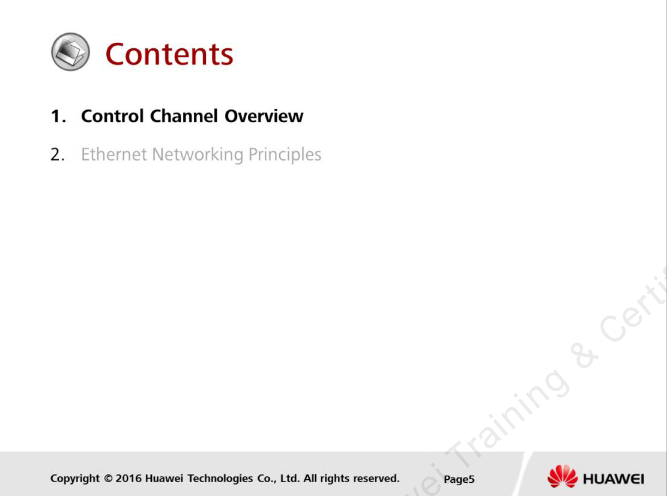 Contents
1. Control Channel Overview
2. Ethernet Networking Principles
Training &
Copyright © 2016 Huawei Technologies Co., Ltd. All rights reserved.
Page5
HUAWEI